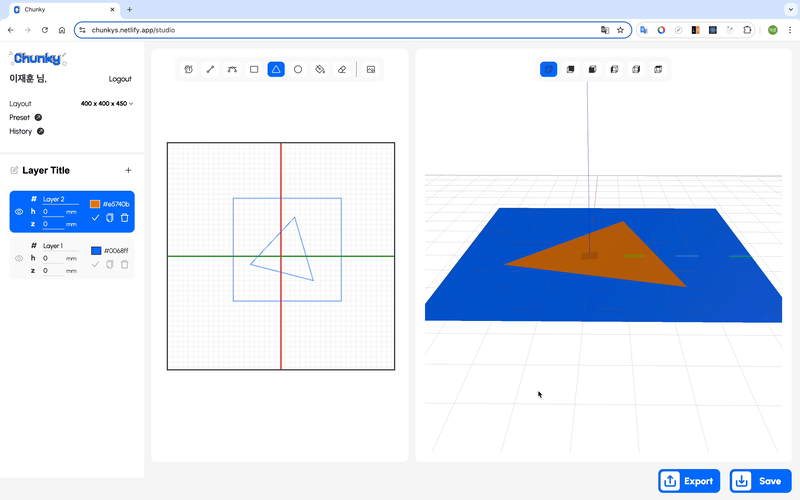 Chunky
chunkys.netlify.app/studio
Chunky
이재훈 님,
Logout
Layout
400 x 400 x 450
Preset
History
Layer Title
# Layer 2
#e5740b
h 0 mm
z 0 mm
# Layer 1
#0068ff
h 0 mm
z 0 mm
Export
Save